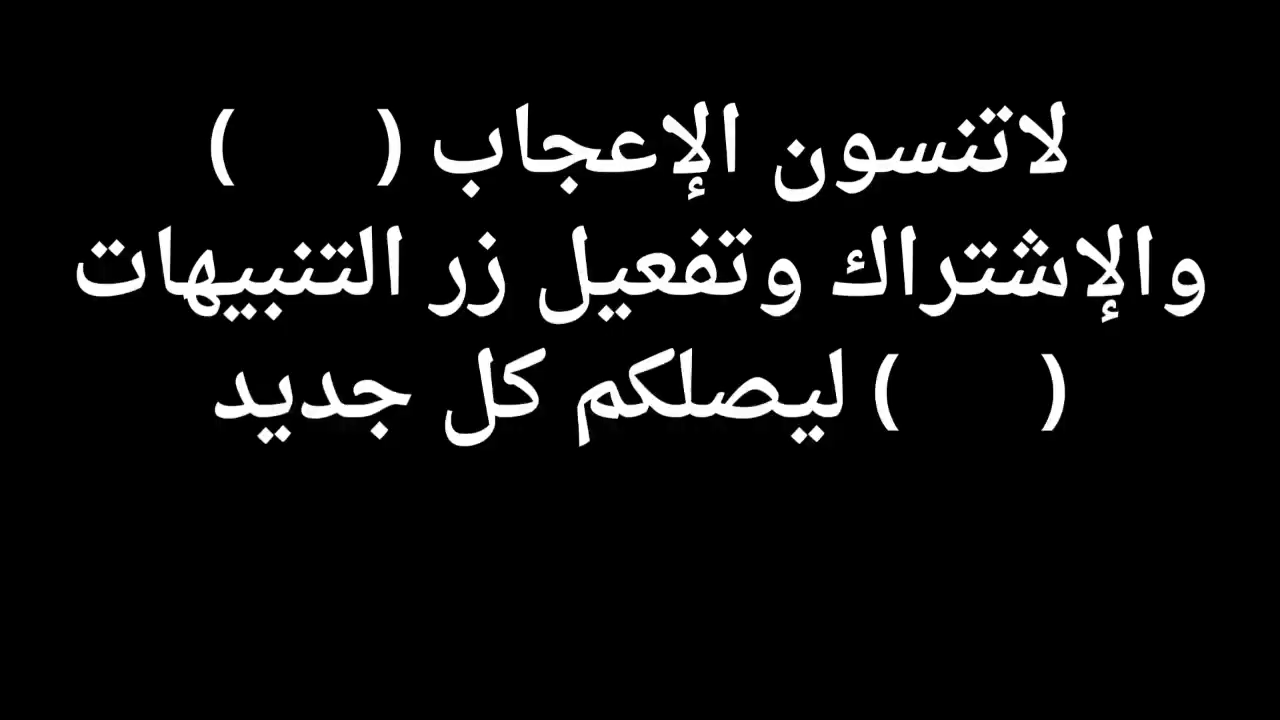 لاتنسون الإعجاب (      )
والإشتراك وتفعيل زر التنبيهات
(      ) ليصلكم كل جديد